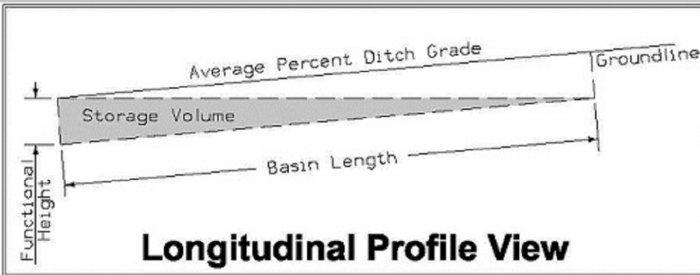 Average Percent Ditch Grade
Groundline
Storage Volume
Basin Length
Functional
Height
Longitudinal Profile View